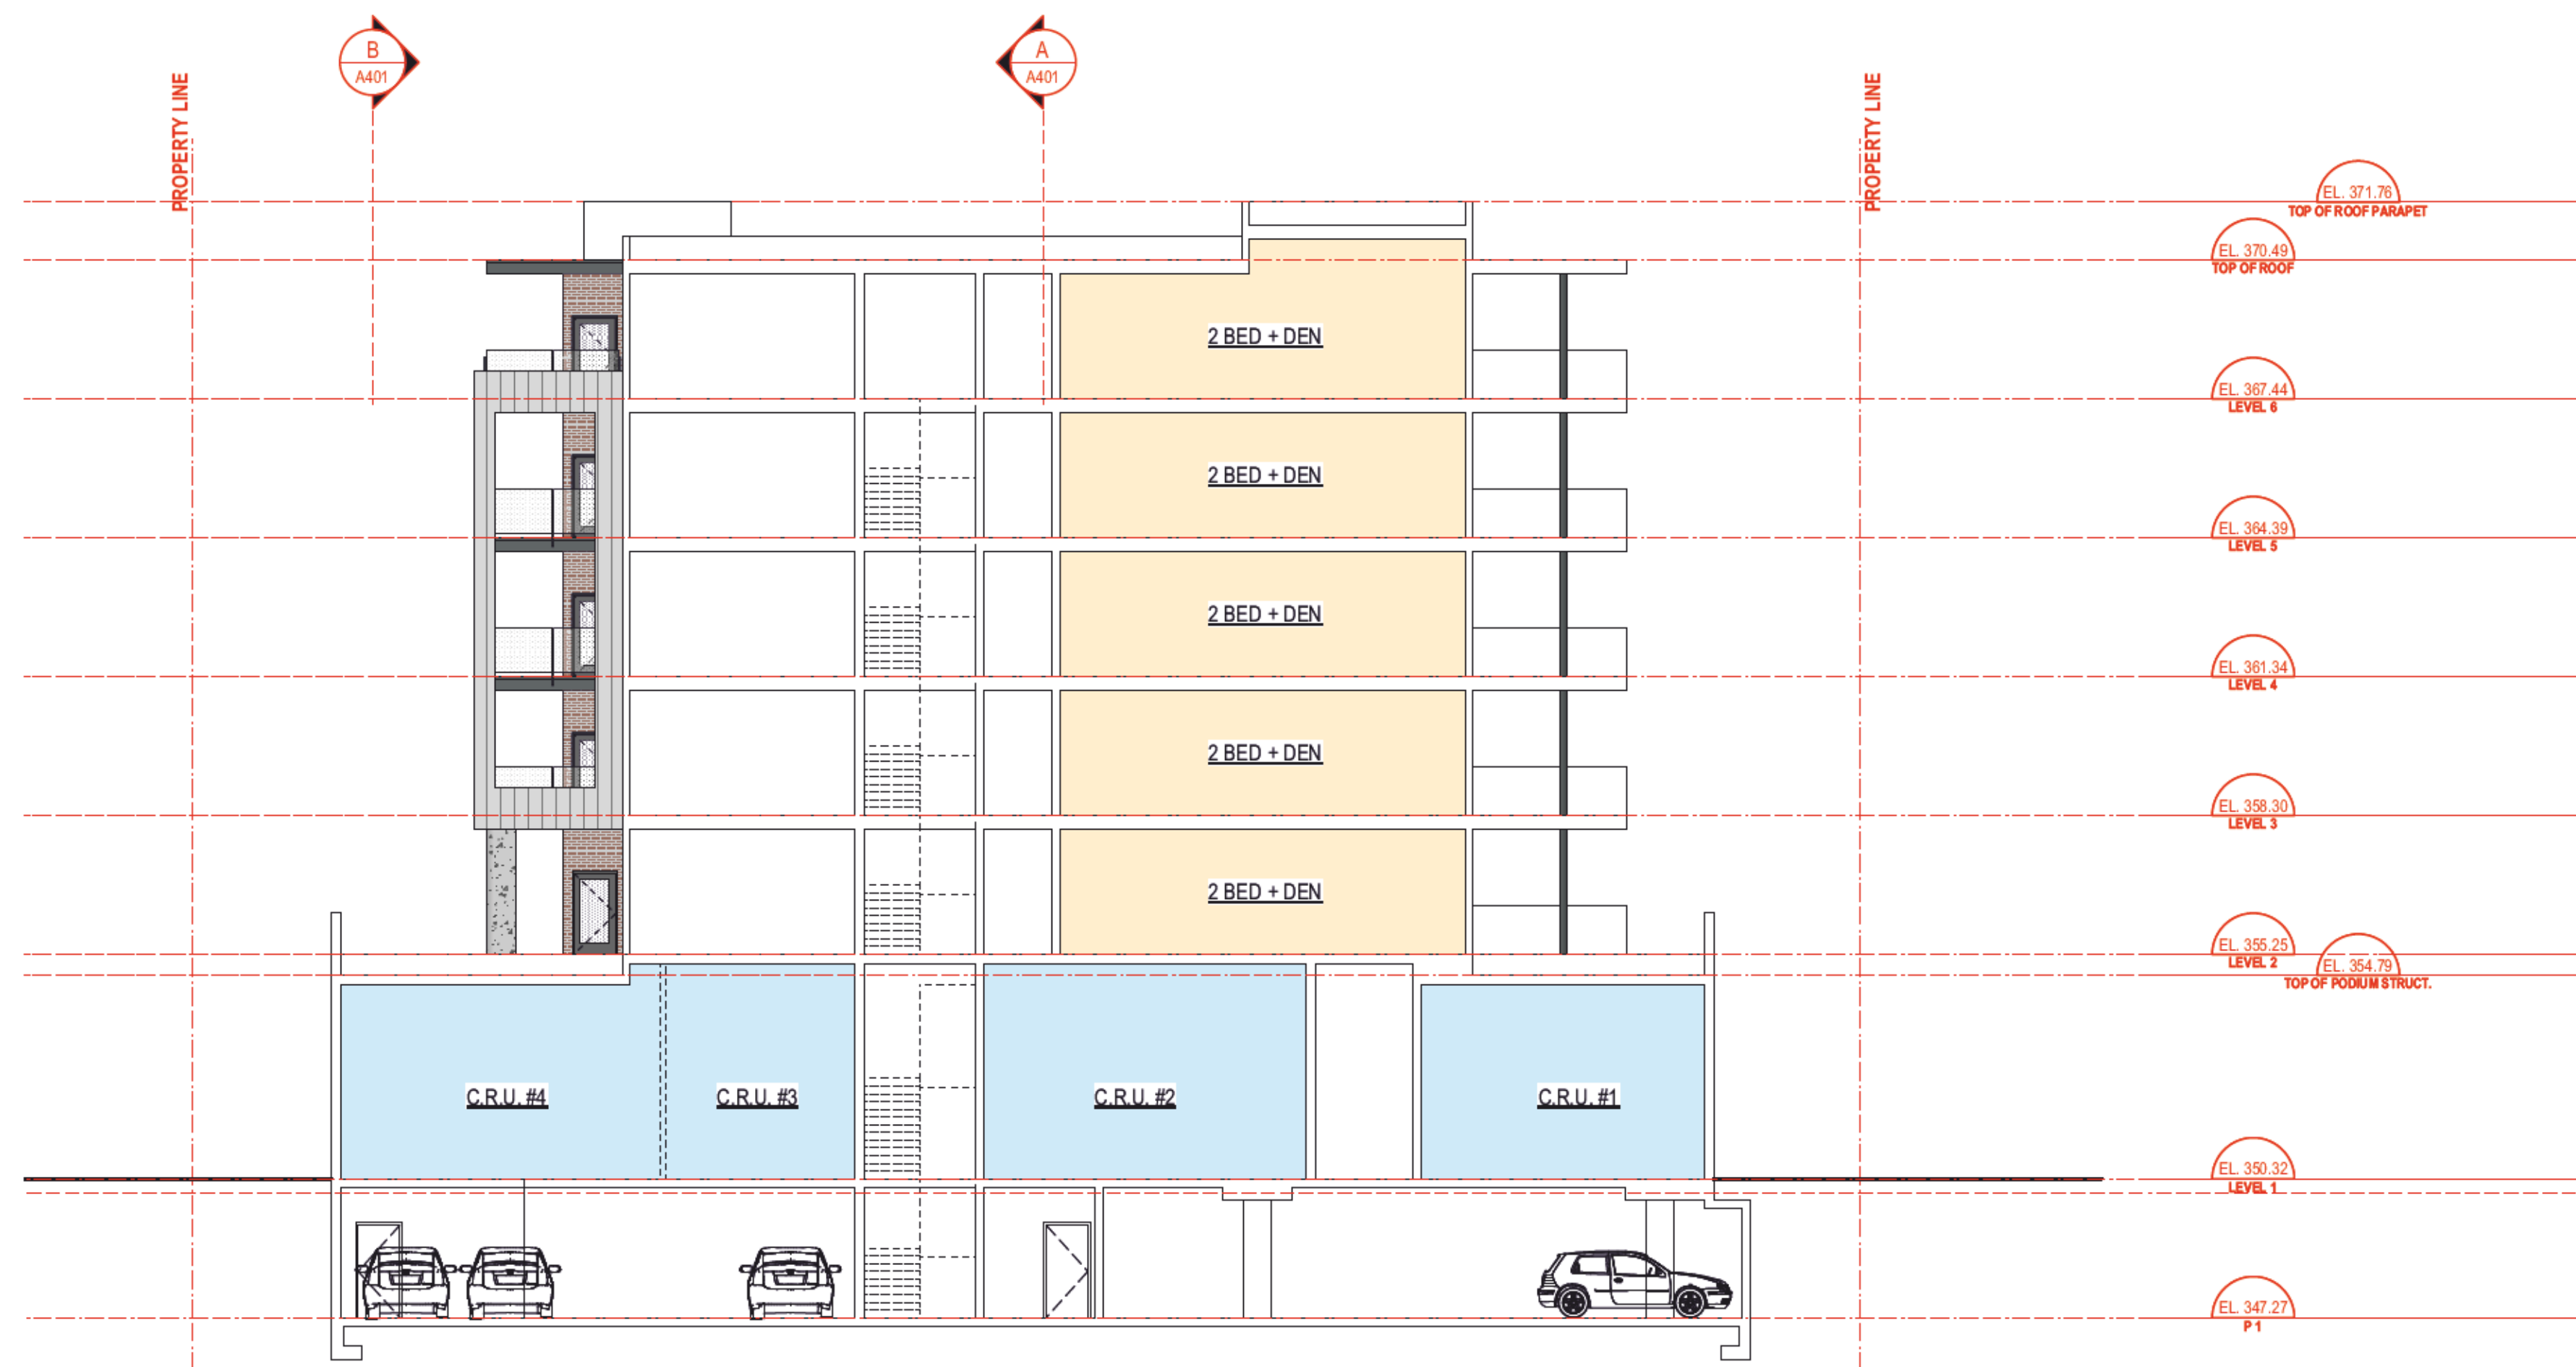 B
A401
A
A401
PROPERTY LINE
PROPERTY LINE
EL. 371.76
TOP OF ROOF PARAPET
EL. 370.49
TOP OF ROOF
2 BED + DEN
EL. 367.44
LEVEL 6
2 BED + DEN
EL. 364.39
LEVEL 5
2 BED + DEN
EL. 361.34
LEVEL 4
2 BED + DEN
EL. 358.30
LEVEL 3
2 BED + DEN
EL. 355.25
LEVEL 2
EL. 354.79
TOP OF PODIUM STRUCT.
C.R.U. #4
C.R.U. #3
C.R.U. #2
C.R.U. #1
EL. 350.32
LEVEL 1
EL. 347.27
P 1